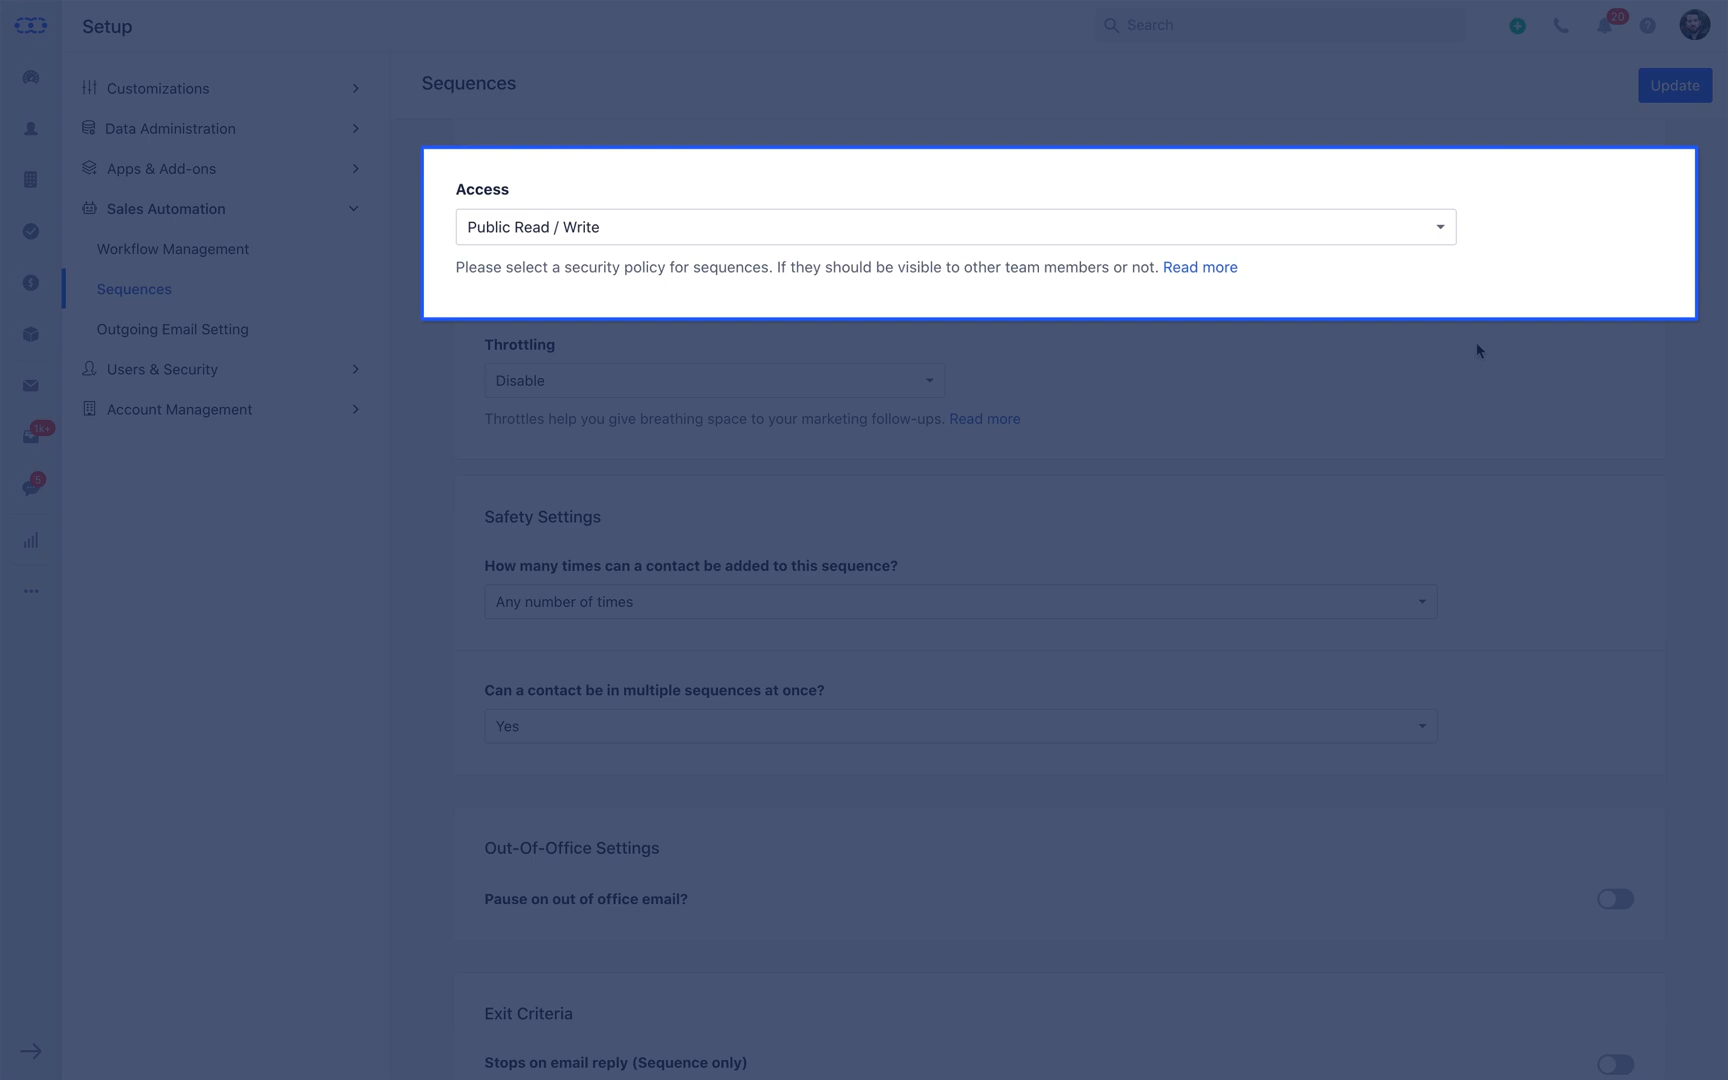 Setup
Search
20
Customizations
Data Administration
Apps & Add-ons
Sales Automation
Workflow Management
Sequences
Outgoing Email Setting
Users & Security
Account Management
1k+
5
Sequences
Update
Access
Public Read / Write
Please select a security policy for sequences. If they should be visible to other team members or not. Read more
Throttling
Disable
Throttles help you give breathing space to your marketing follow-ups. Read more
Safety Settings
How many times can a contact be added to this sequence?
Any number of times
Can a contact be in multiple sequences at once?
Yes
Out-Of-Office Settings
Pause on out of office email?
Exit Criteria
Stops on email reply (Sequence only)